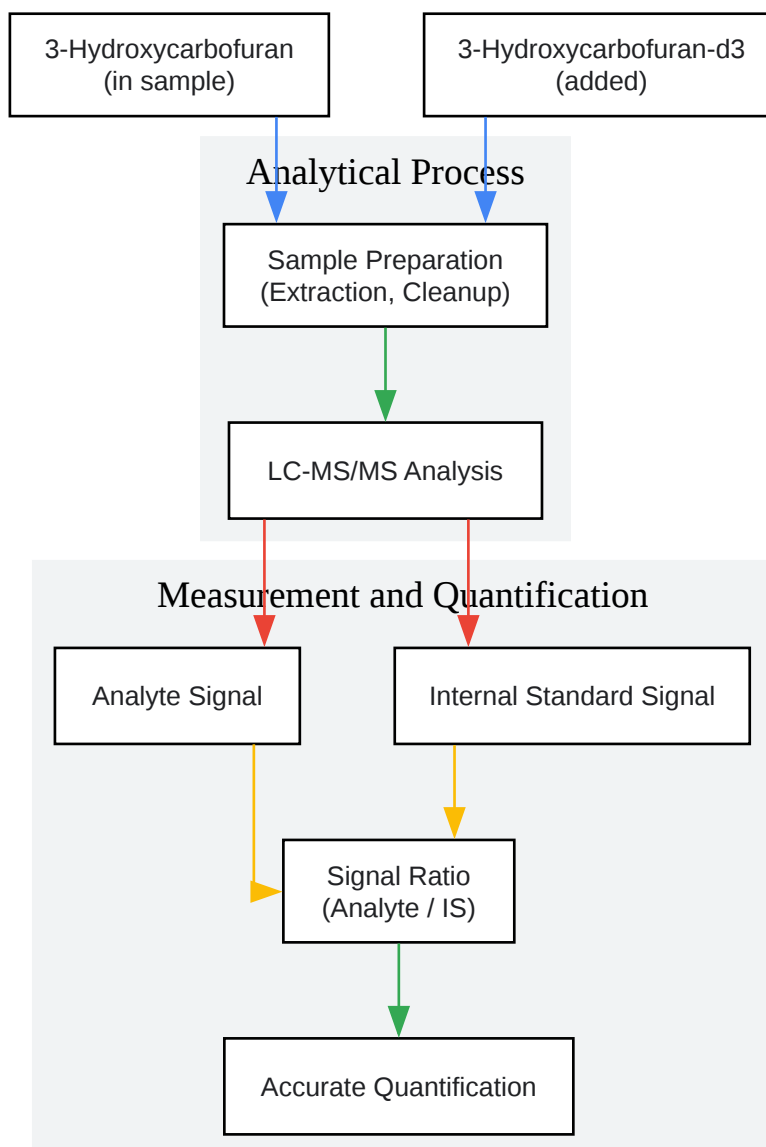 3-Hydroxycarbofuran
(in sample)
3-Hydroxycarbofuran-d3
(added)
Analytical Process
Sample Preparation
(Extraction, Cleanup)
LC-MS/MS Analysis
Measurement and Quantification
Analyte Signal
Internal Standard Signal
Signal Ratio
(Analyte / IS)
Accurate Quantification